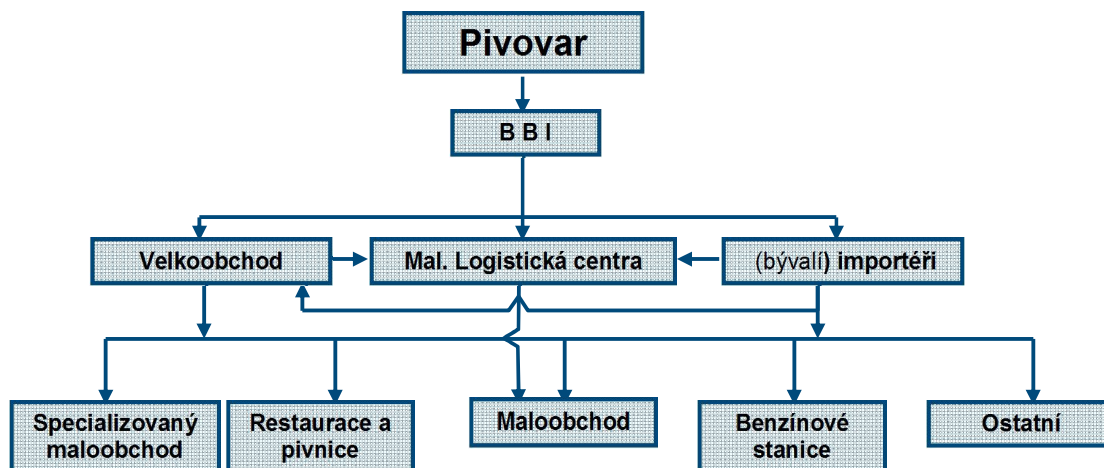 Pivovar
B B I
Velkoobchod
Mal. Logistická centra
(bývalí) importéři
Specializovaný
maloobchod
Restaurace a
pivnice
Maloobchod
Benzínové
stanice
Ostatní